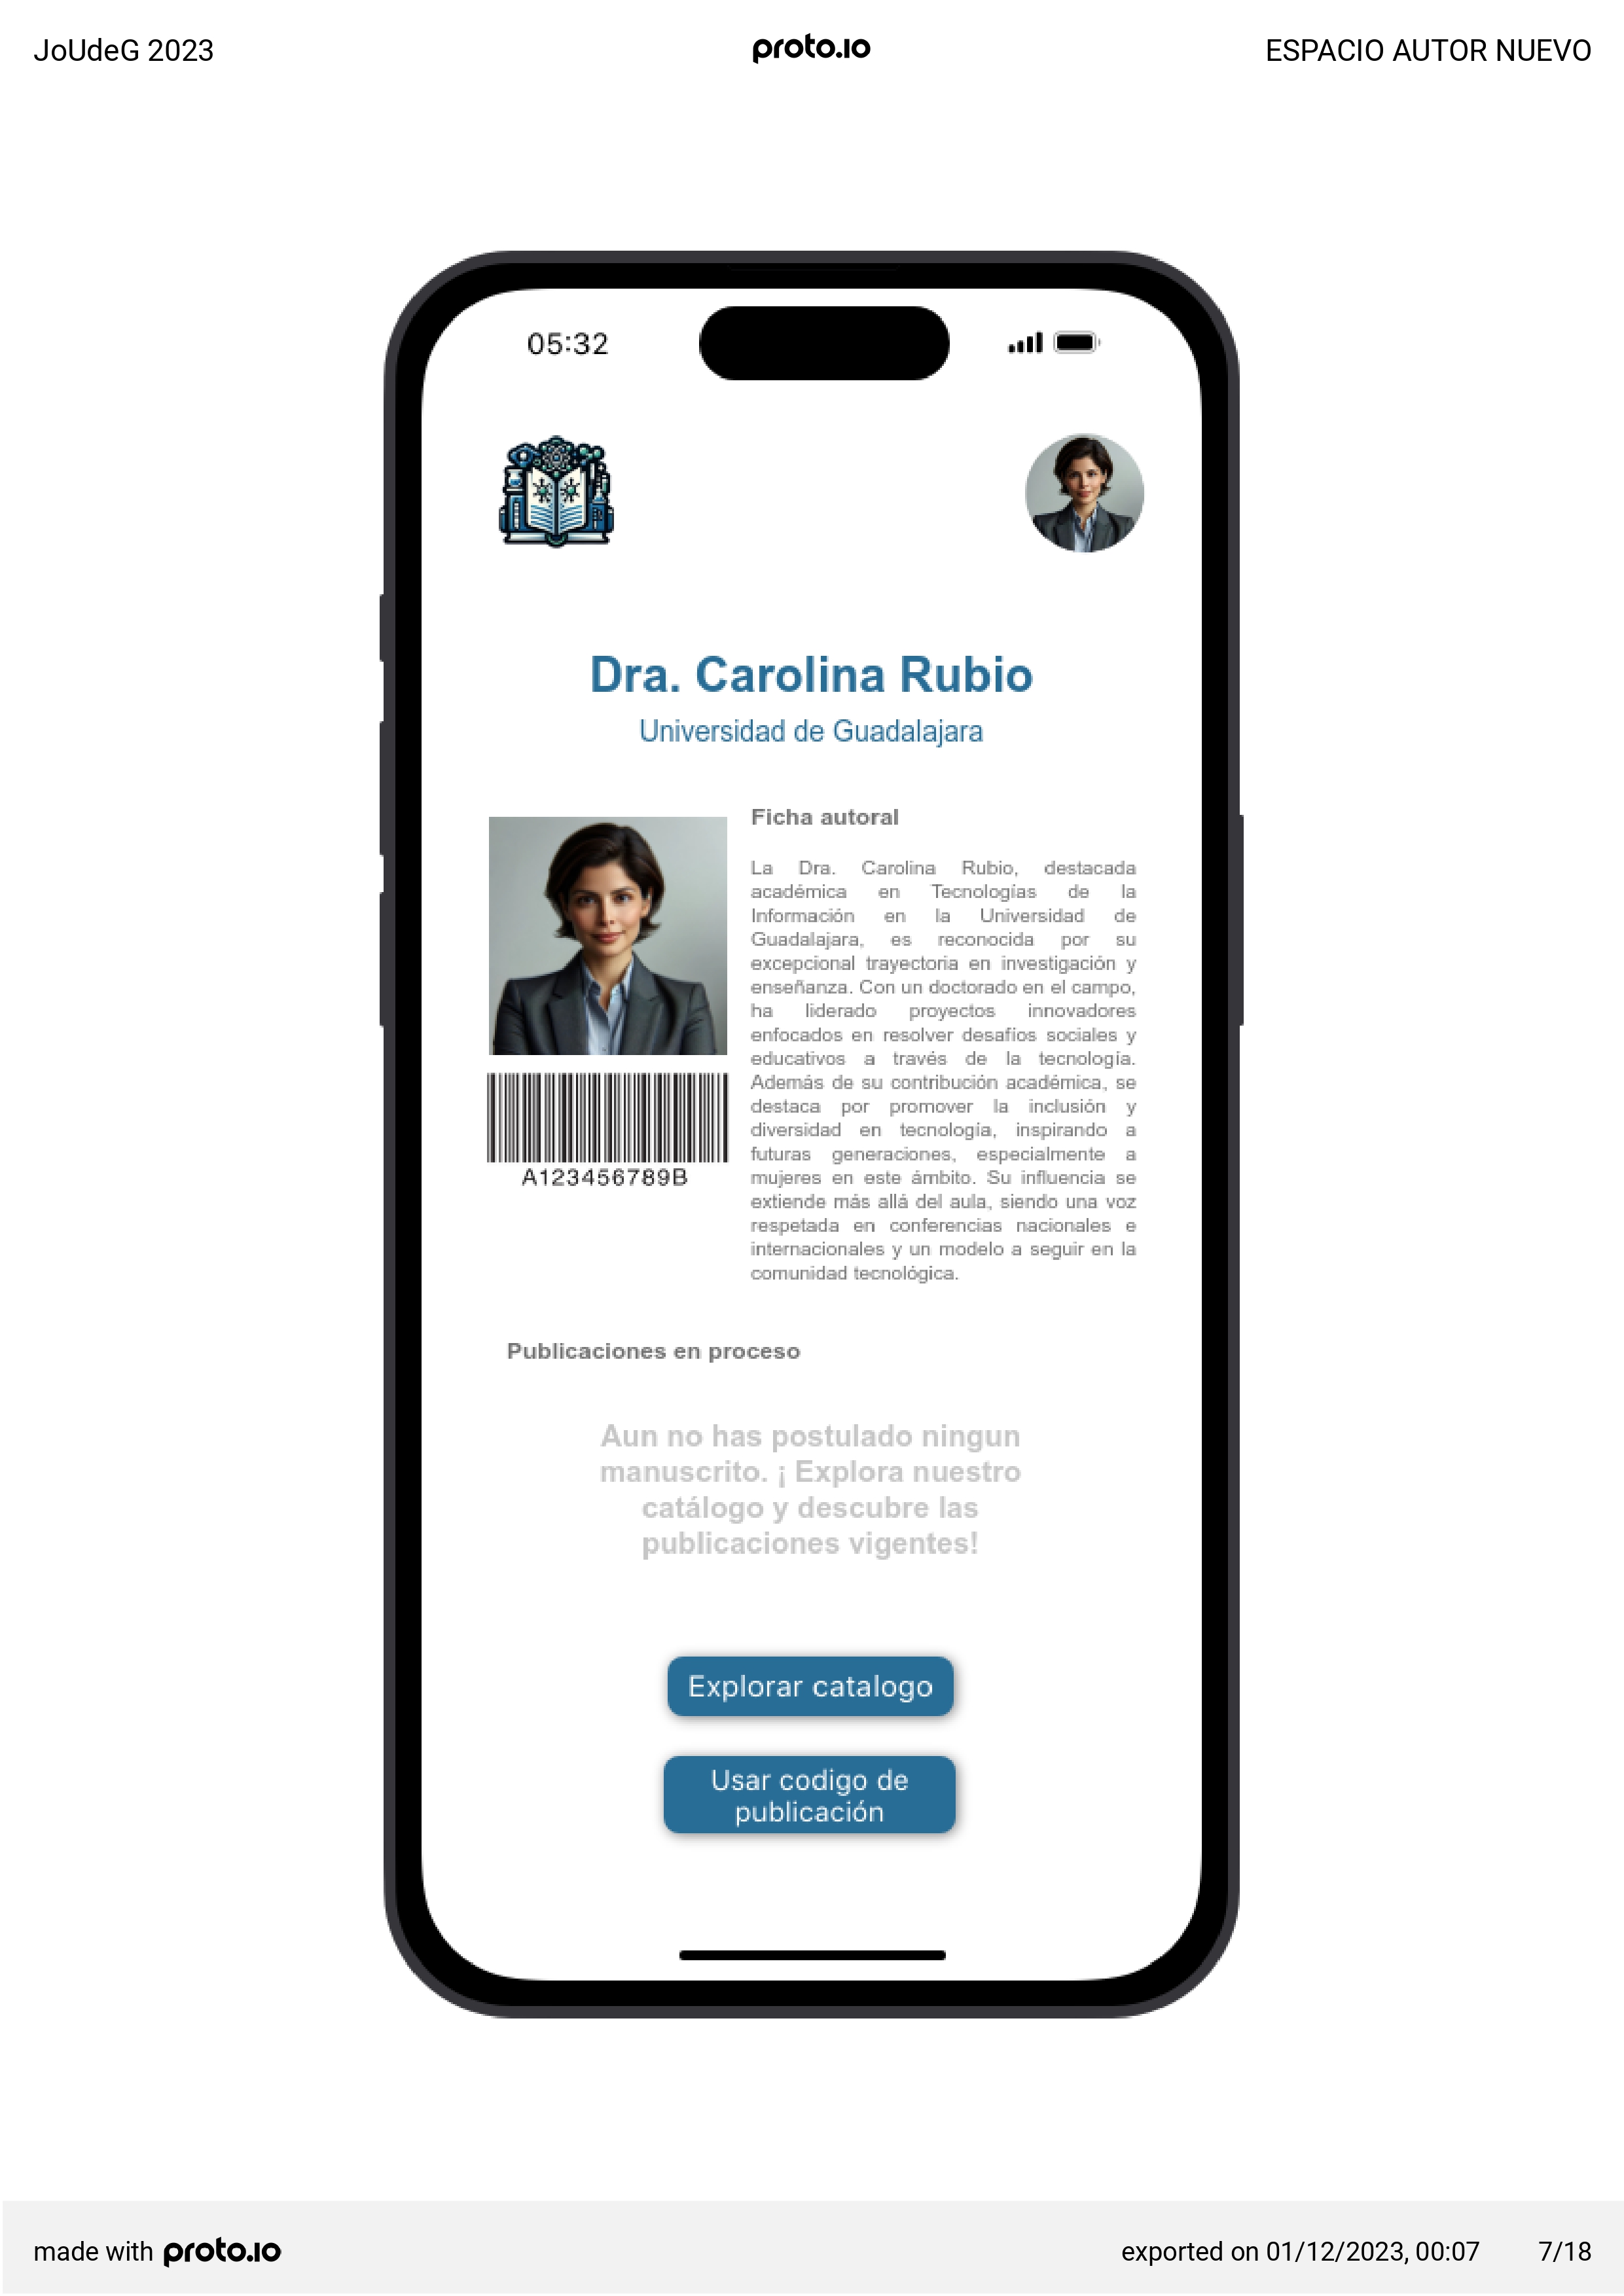 JoUdeG 2023
proto.io
ESPACIO AUTOR NUEVO
05:32
Dra. Carolina Rubio
Universidad de Guadalajara
Ficha autoral
La Dra. Carolina Rubio, destacada
académica en Tecnologías de la
Información en la Universidad de
Guadalajara, es reconocida por su
excepcional trayectoria en investigación y
enseñanza. Con un doctorado en el campo,
ha liderado proyectos innovadores
enfocados en resolver desafíos sociales y
educativos a través de la tecnología.
Además de su contribución académica, se
destaca por promover la inclusión y
diversidad en tecnología, inspirando a
futuras generaciones, especialmente a
mujeres en este ámbito. Su influencia se
extiende más allá del aula, siendo una voz
respetada en conferencias nacionales e
internacionales y un modelo a seguir en la
comunidad tecnológica.
A123456789B
Publicaciones en proceso
Aun no has postulado ningun
manuscrito. ¡ Explora nuestro
catálogo y descubre las
publicaciones vigentes!
Explorar catalogo
Usar codigo de
publicación
made with proto.io
exported on 01/12/2023, 00:07
7/18